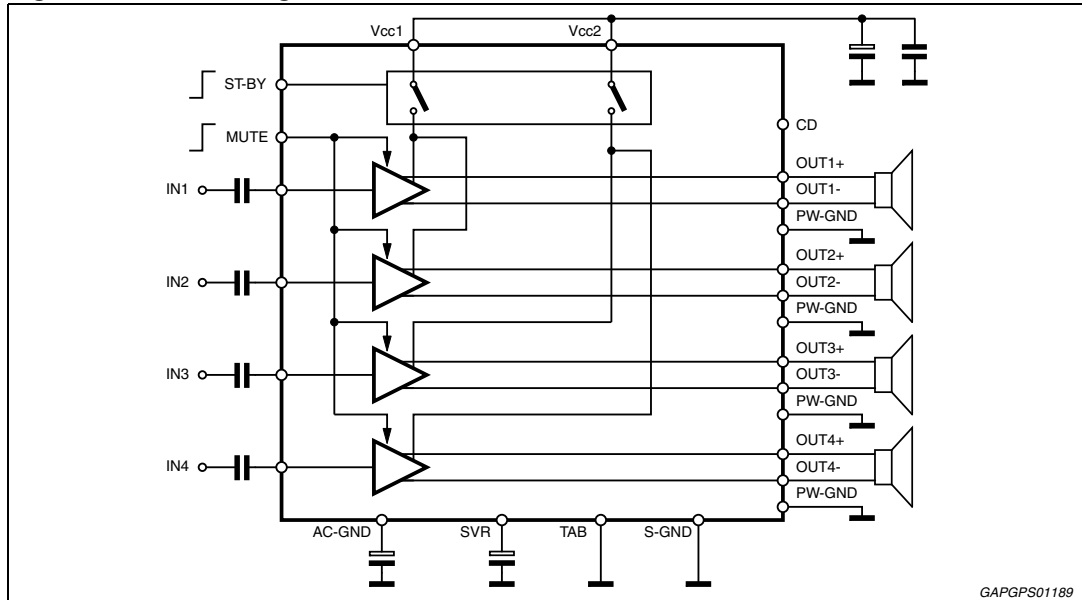 Vcc1
Vcc2
ST-BY
MUTE
CD
OUT1+
IN1
OUT1-
PW-GND
OUT2+
IN2
OUT2-
PW-GND
OUT3+
IN3
OUT3-
PW-GND
OUT4+
IN4
OUT4-
PW-GND
AC-GND
SVR
TAB
S-GND
GAPGPS01189